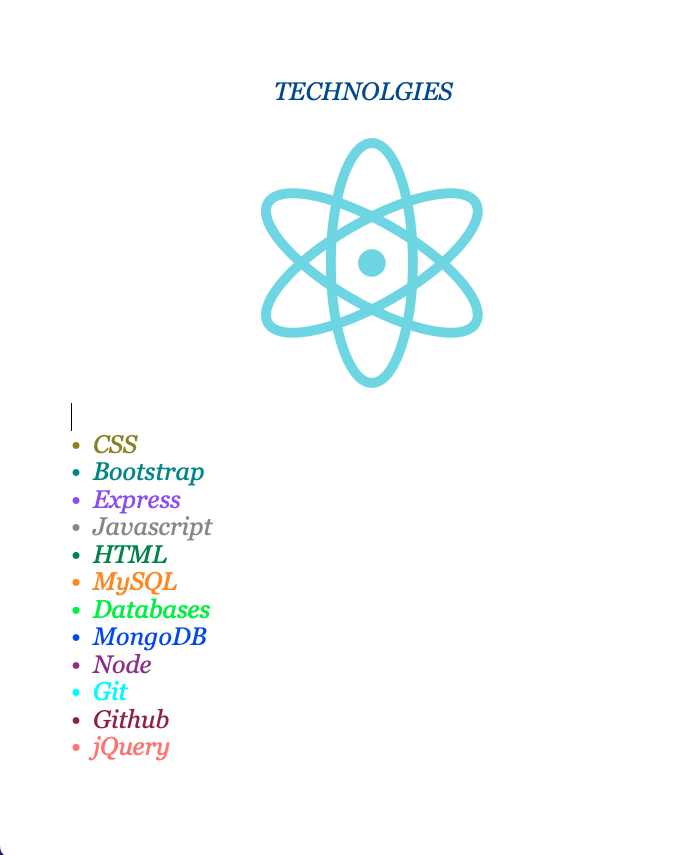 TECHNOLGIES
• CSS
• Bootstrap
• Express
• Javascript
• HTML
• MySQL
• Databases
• MongoDB
• Node
• Git
• Github
• jQuery